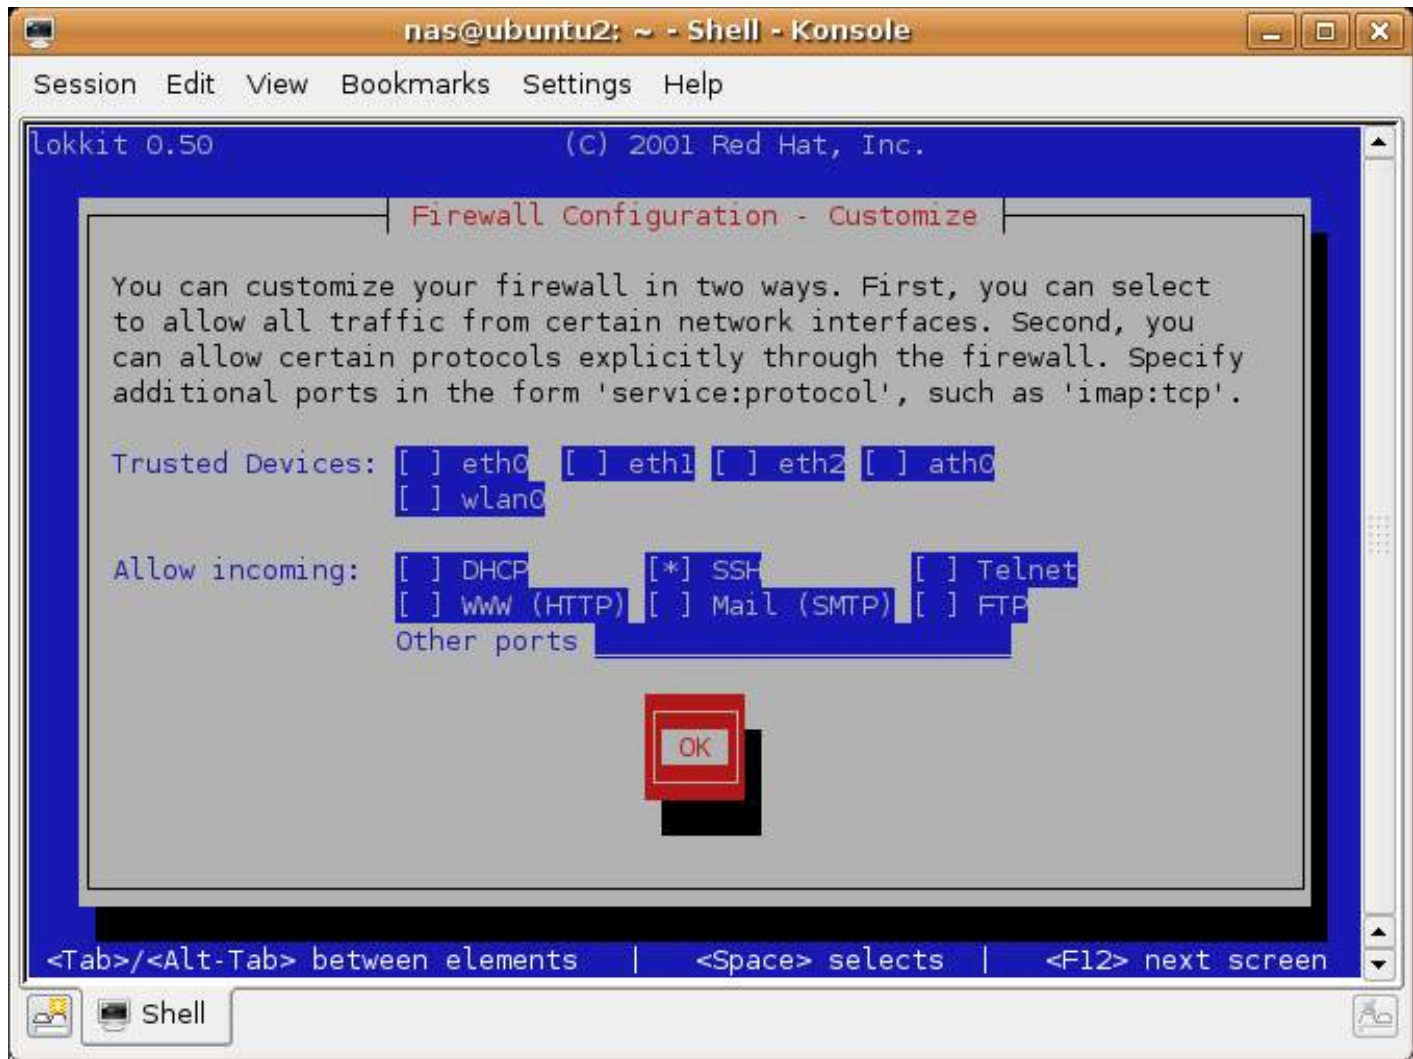 nas@ubuntu2: ~ - Shell - Konsole
Session Edit View Bookmarks Settings Help
lokkit 0.50 (C) 2001 Red Hat, Inc.
Firewall Configuration - Customize
You can customize your firewall in two ways. First, you can select
to allow all traffic from certain network interfaces. Second, you
can allow certain protocols explicitly through the firewall. Specify
additional ports in the form 'service:protocol', such as 'imap:tcp'.
Trusted Devices: [ ] eth0 [ ] eth1 [ ] eth2 [ ] ath0
[ ] wlan0
Allow incoming: [ ] DHCP [*] SSH [ ] Telnet
[ ] WWW (HTTP) [ ] Mail (SMTP) [ ] FTP
Other ports
OK
<Tab>/<Alt-Tab> between elements | <Space> selects | <F12> next screen
Shell